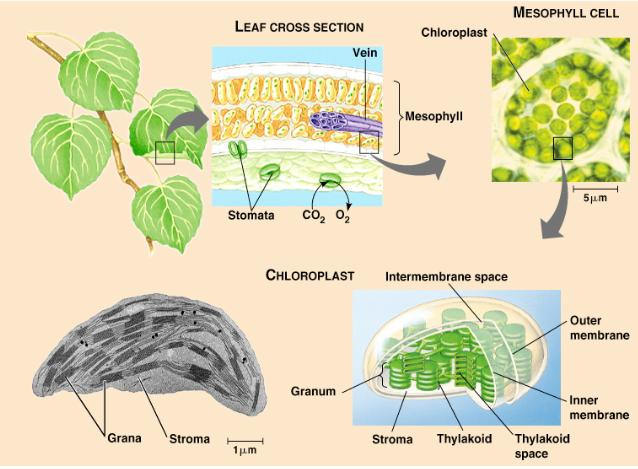 LEAF CROSS SECTION
MESOPHYLL CELL
Chloroplast
Vein
Mesophyll
Stomata
CO2
O2
5 μm
CHLOROPLAST
Intermembrane space
Outer
membrane
Granum
Inner
membrane
Grana
Stroma
1 μm
Stroma
Thylakoid
Thylakoid
space